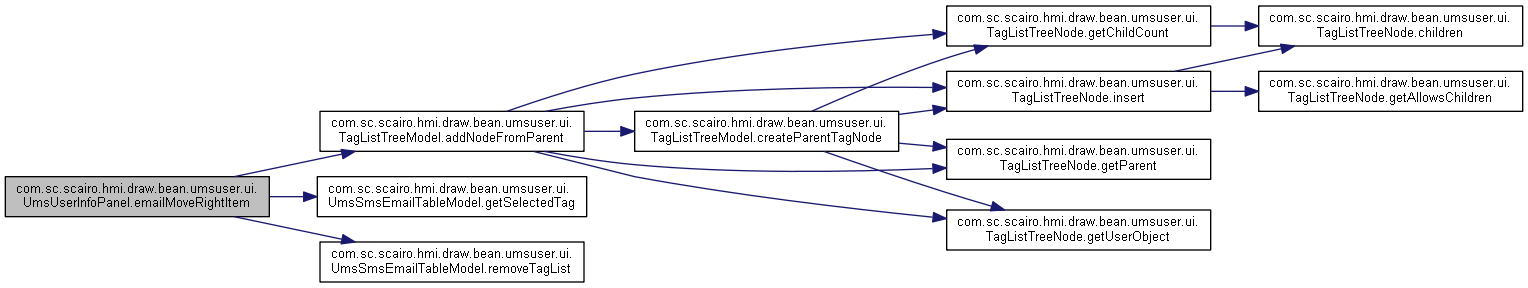 com.sc.scairo.hmi.draw.bean.umsuser.ui.
UmsUserInfoPanel.emailMoveRightItem
com.sc.scairo.hmi.draw.bean.umsuser.ui.
TagListTreeModel.addNodeFromParent
com.sc.scairo.hmi.draw.bean.umsuser.ui.
UmsSmsEmailTableModel.getSelectedTag
com.sc.scairo.hmi.draw.bean.umsuser.ui.
UmsSmsEmailTableModel.removeTagList
com.sc.scairo.hmi.draw.bean.umsuser.ui.
TagListTreeModel.createParentTagNode
com.sc.scairo.hmi.draw.bean.umsuser.ui.
TagListTreeNode.getChildCount
com.sc.scairo.hmi.draw.bean.umsuser.ui.
TagListTreeNode.insert
com.sc.scairo.hmi.draw.bean.umsuser.ui.
TagListTreeNode.getParent
com.sc.scairo.hmi.draw.bean.umsuser.ui.
TagListTreeNode.getUserObject
com.sc.scairo.hmi.draw.bean.umsuser.ui.
TagListTreeNode.children
com.sc.scairo.hmi.draw.bean.umsuser.ui.
TagListTreeNode.getAllowsChildren